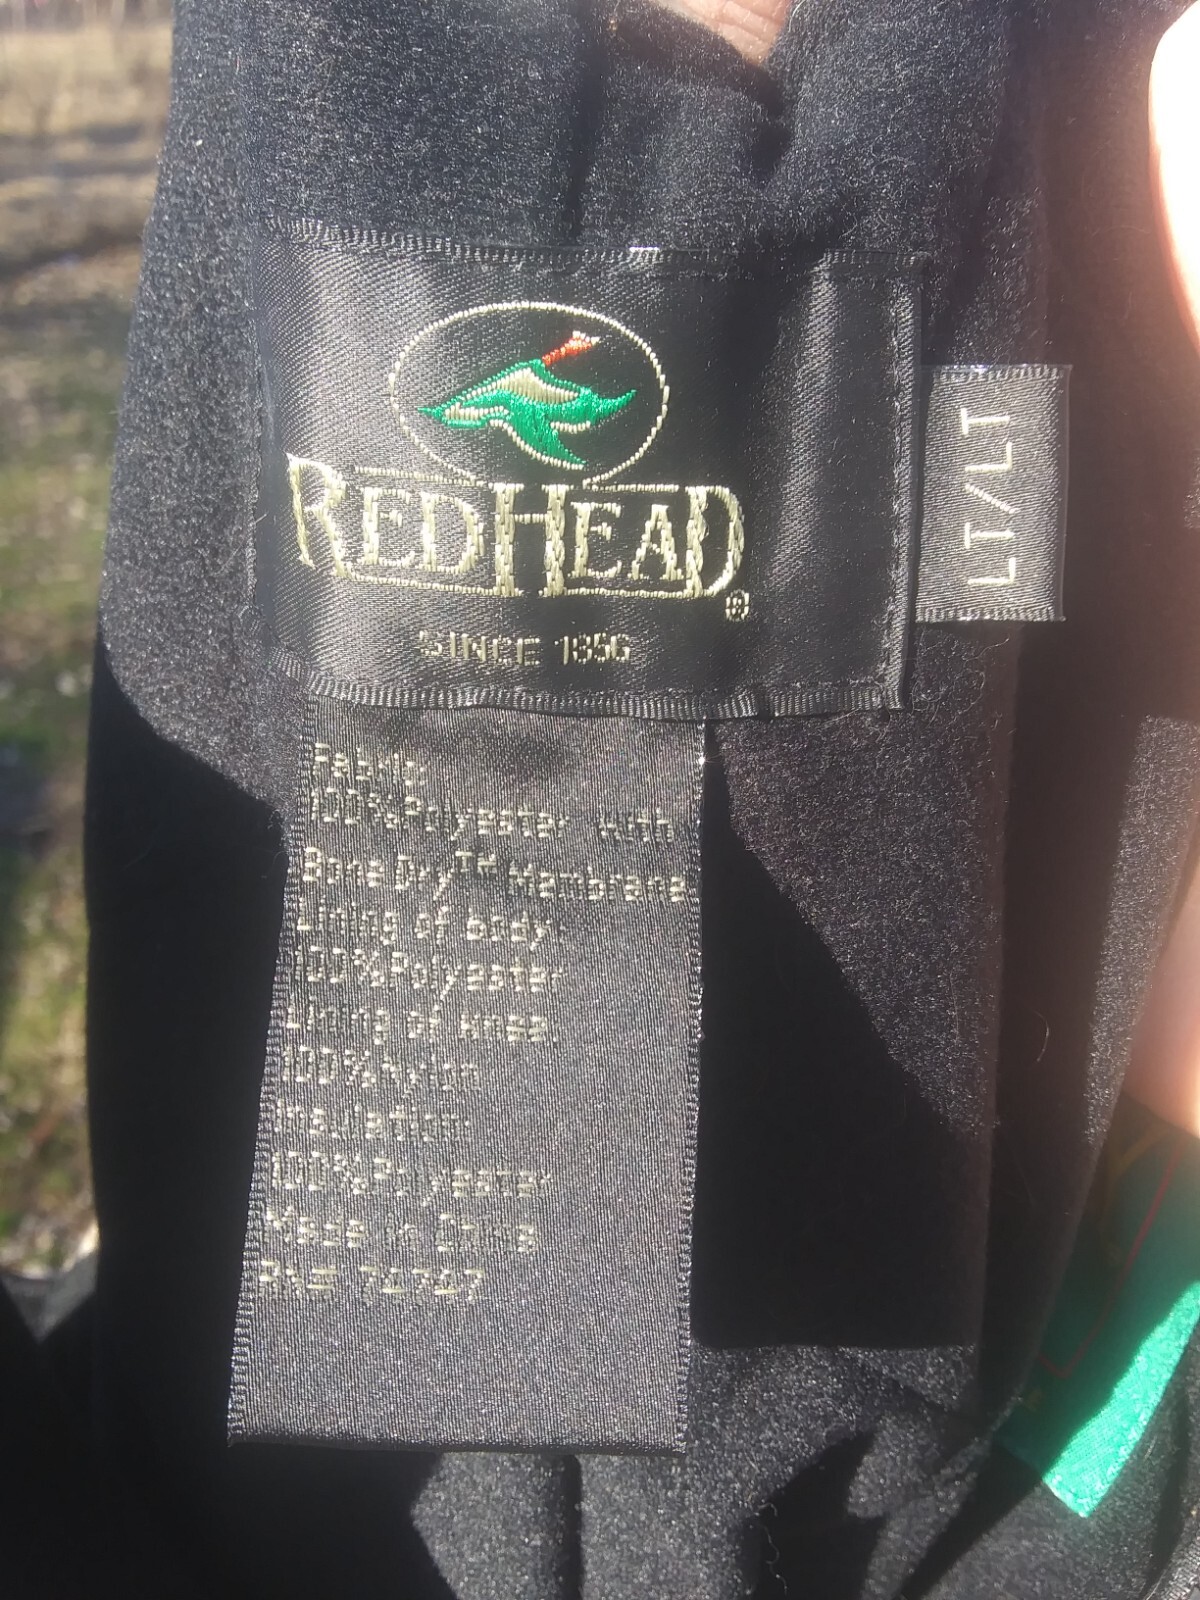 REDHEAD®
SINCE 1856
LT/LT
Fabric:
100%Polyester with
Bone Dry™ Membrane
Lining of body:
100%Polyester
Lining of knee:
100%Nylon
Insulation:
100%Polyester
Made in China
RN# 74747